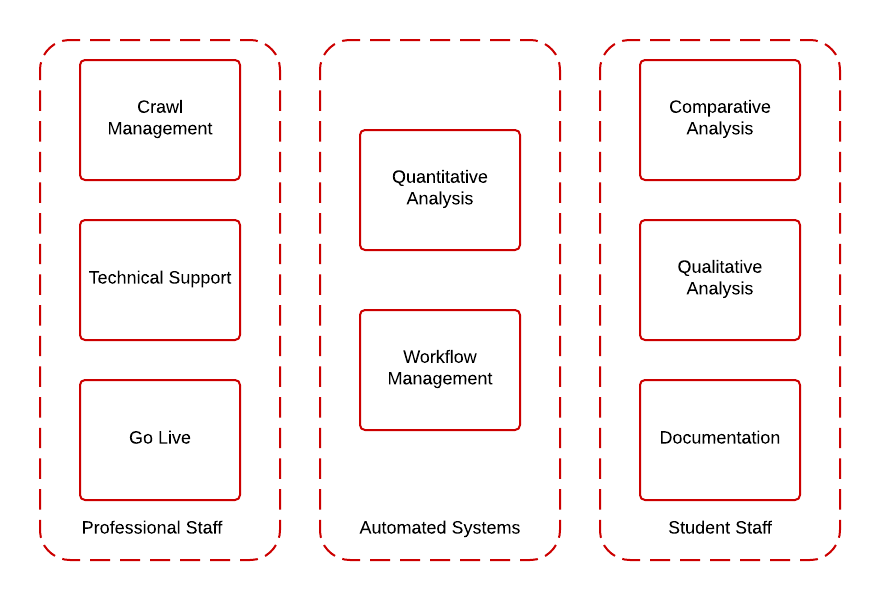 Crawl
Management
Technical Support
Go Live
Professional Staff
Quantitative
Analysis
Workflow
Management
Automated Systems
Comparative
Analysis
Qualitative
Analysis
Documentation
Student Staff